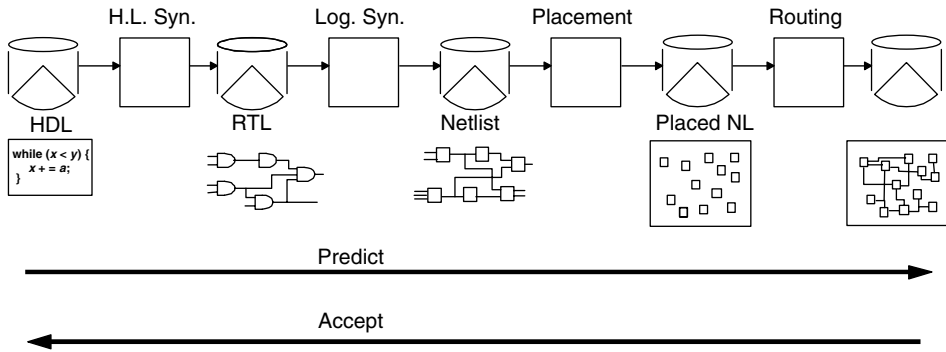 H.L. Syn.
Log. Syn.
Placement
Routing
HDL
RTL
Netlist
Placed NL
while (x < y) {
x + = a;
}
Predict
Accept